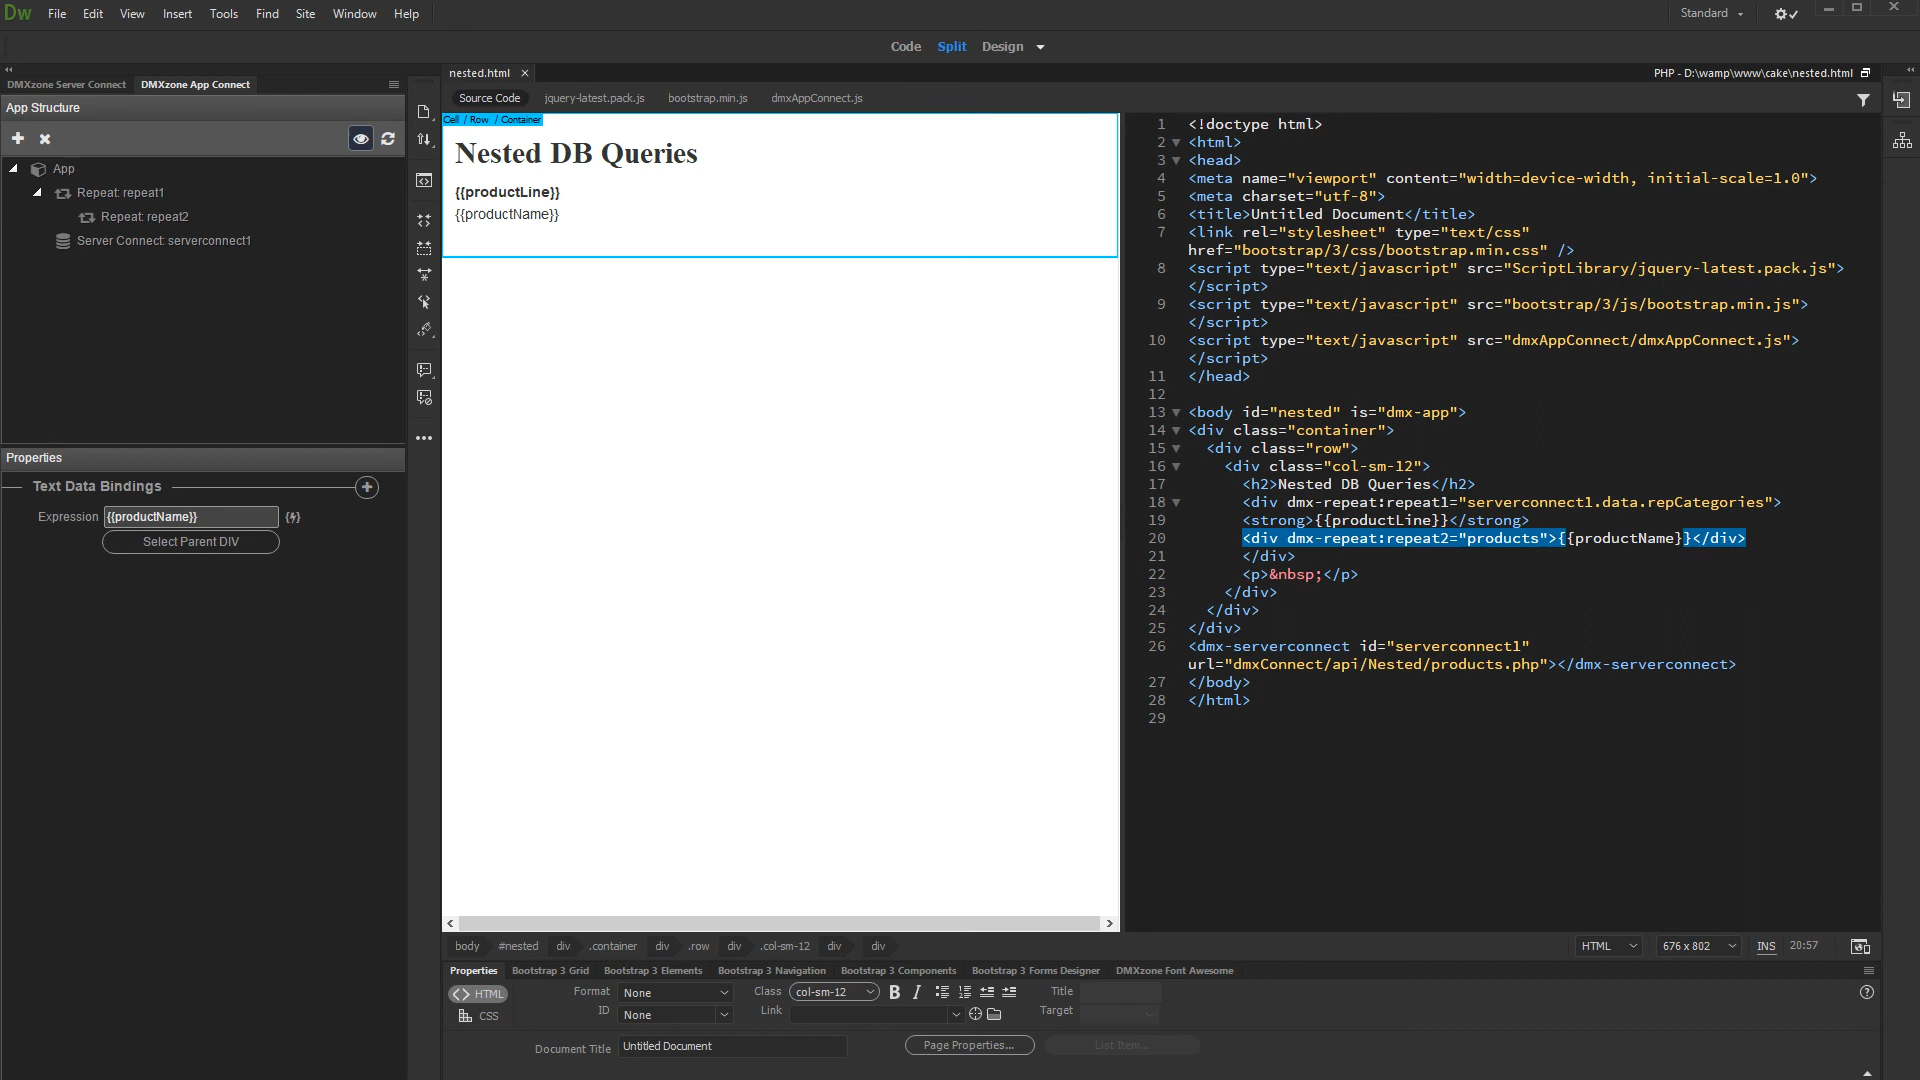 Dw File Edit View Insert Tools Find Site Window Help Standard
Code Split Design
DMXzone Server Connect DMXzone App Connect
App Structure
App
Repeat: repeat1
Repeat: repeat2
Server Connect: serverconnect1
Properties
Text Data Bindings
Expression {{productName}}
Select Parent DIV
nested.html PHP - D:\wamp\www\cake\nested.html
Source Code jquery-latest.pack.js bootstrap.min.js dmxAppConnect.js
Cell / Row / Container
Nested DB Queries
{{productLine}}
{{productName}}
1 <!doctype html>
2 <html>
3 <head>
4 <meta name="viewport" content="width=device-width, initial-scale=1.0">
5 <meta charset="utf-8">
6 <title>Untitled Document</title>
7 <link rel="stylesheet" type="text/css"
href="bootstrap/3/css/bootstrap.min.css" />
8 <script type="text/javascript" src="ScriptLibrary/jquery-latest.pack.js">
</script>
9 <script type="text/javascript" src="bootstrap/3/js/bootstrap.min.js">
</script>
10 <script type="text/javascript" src="dmxAppConnect/dmxAppConnect.js">
</script>
11 </head>
12
13 <body id="nested" is="dmx-app">
14 <div class="container">
15 <div class="row">
16 <div class="col-sm-12">
17 <h2>Nested DB Queries</h2>
18 <div dmx-repeat:repeat1="serverconnect1.data.repCategories">
19 <strong>{{productLine}}</strong>
20 <div dmx-repeat:repeat2="products">{{productName}}</div>
21 </div>
22 <p>&nbsp;</p>
23 </div>
24 </div>
25 </div>
26 <dmx-serverconnect id="serverconnect1"
url="dmxConnect/api/Nested/products.php"></dmx-serverconnect>
27 </body>
28 </html>
29
body #nested div .container div .row div .col-sm-12 div div HTML 676 x 802 INS 20:57
Properties Bootstrap 3 Grid Bootstrap 3 Elements Bootstrap 3 Navigation Bootstrap 3 Components Bootstrap 3 Forms Designer DMXzone Font Awesome
<> HTML Format None Class col-sm-12 B I Title
CSS ID None Link Target
Document Title Untitled Document Page Properties... List Item...